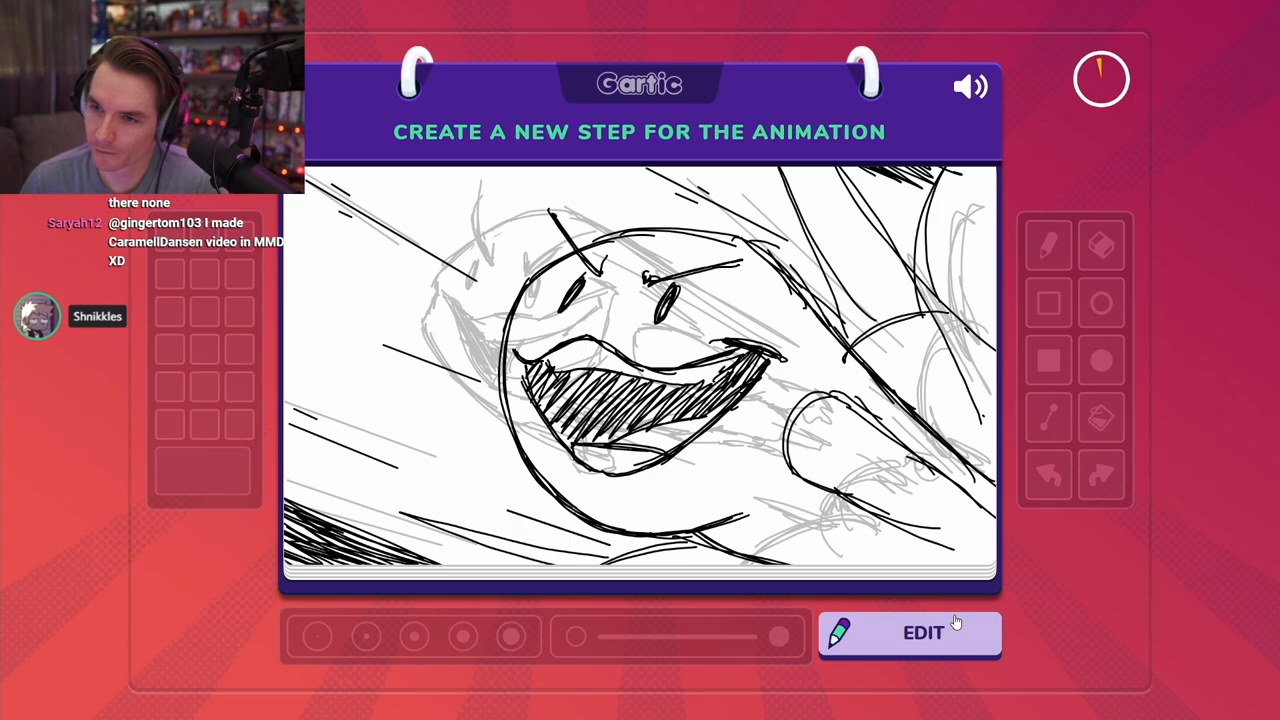 Gartic
CREATE A NEW STEP FOR THE ANIMATION
there none
Saryah12 @gingertom103 I made
CaramellDansen video in MMD
XD
Shnikkles
EDIT